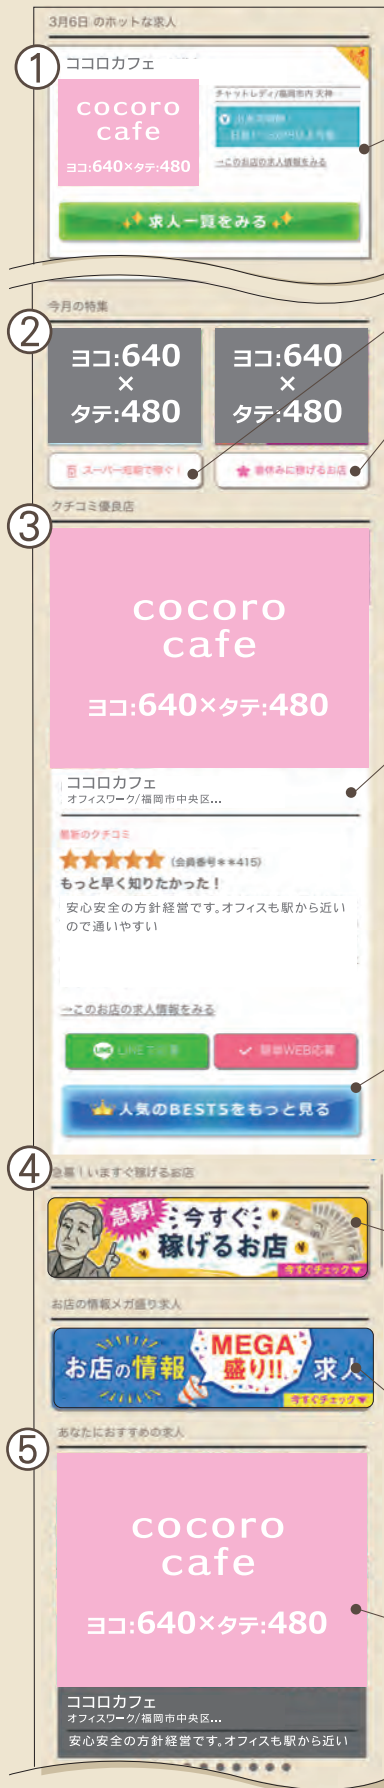 3月6日 のホットな求人
①
ココロカフェ
NEW
cocoro
cafe
ヨコ:640×タテ:480
チャットレディ/福岡市内 天神
→このお店の求人情報をみる
求人一覧をみる
今月の特集
②
ヨコ:640
×
タテ:480
ヨコ:640
×
タテ:480
スーパー短期で稼ぐ!
春休みに稼げるお店
クチコミ優良店
③
cocoro
cafe
ヨコ:640×タテ:480
ココロカフェ
オフィスワーク/福岡市中央区...
最新のクチコミ
★★★★★ (会員番号＊＊415)
もっと早く知りたかった！
安心安全の方針経営です。オフィスも駅から近い
ので通いやすい
→このお店の求人情報をみる
LINEで応募
簡単WEB応募
人気のBEST5をもっと見る
④
急募！いますぐ稼げるお店
急募!
今すぐ
稼げるお店
今すぐチェック▼
お店の情報メガ盛り求人
お店の情報
MEGA
盛り!!
求人
今すぐチェック▼
あなたにおすすめの求人
⑤
cocoro
cafe
ヨコ:640×タテ:480
ココロカフェ
オフィスワーク/福岡市中央区...
安心安全の方針経営です。オフィスも駅から近い